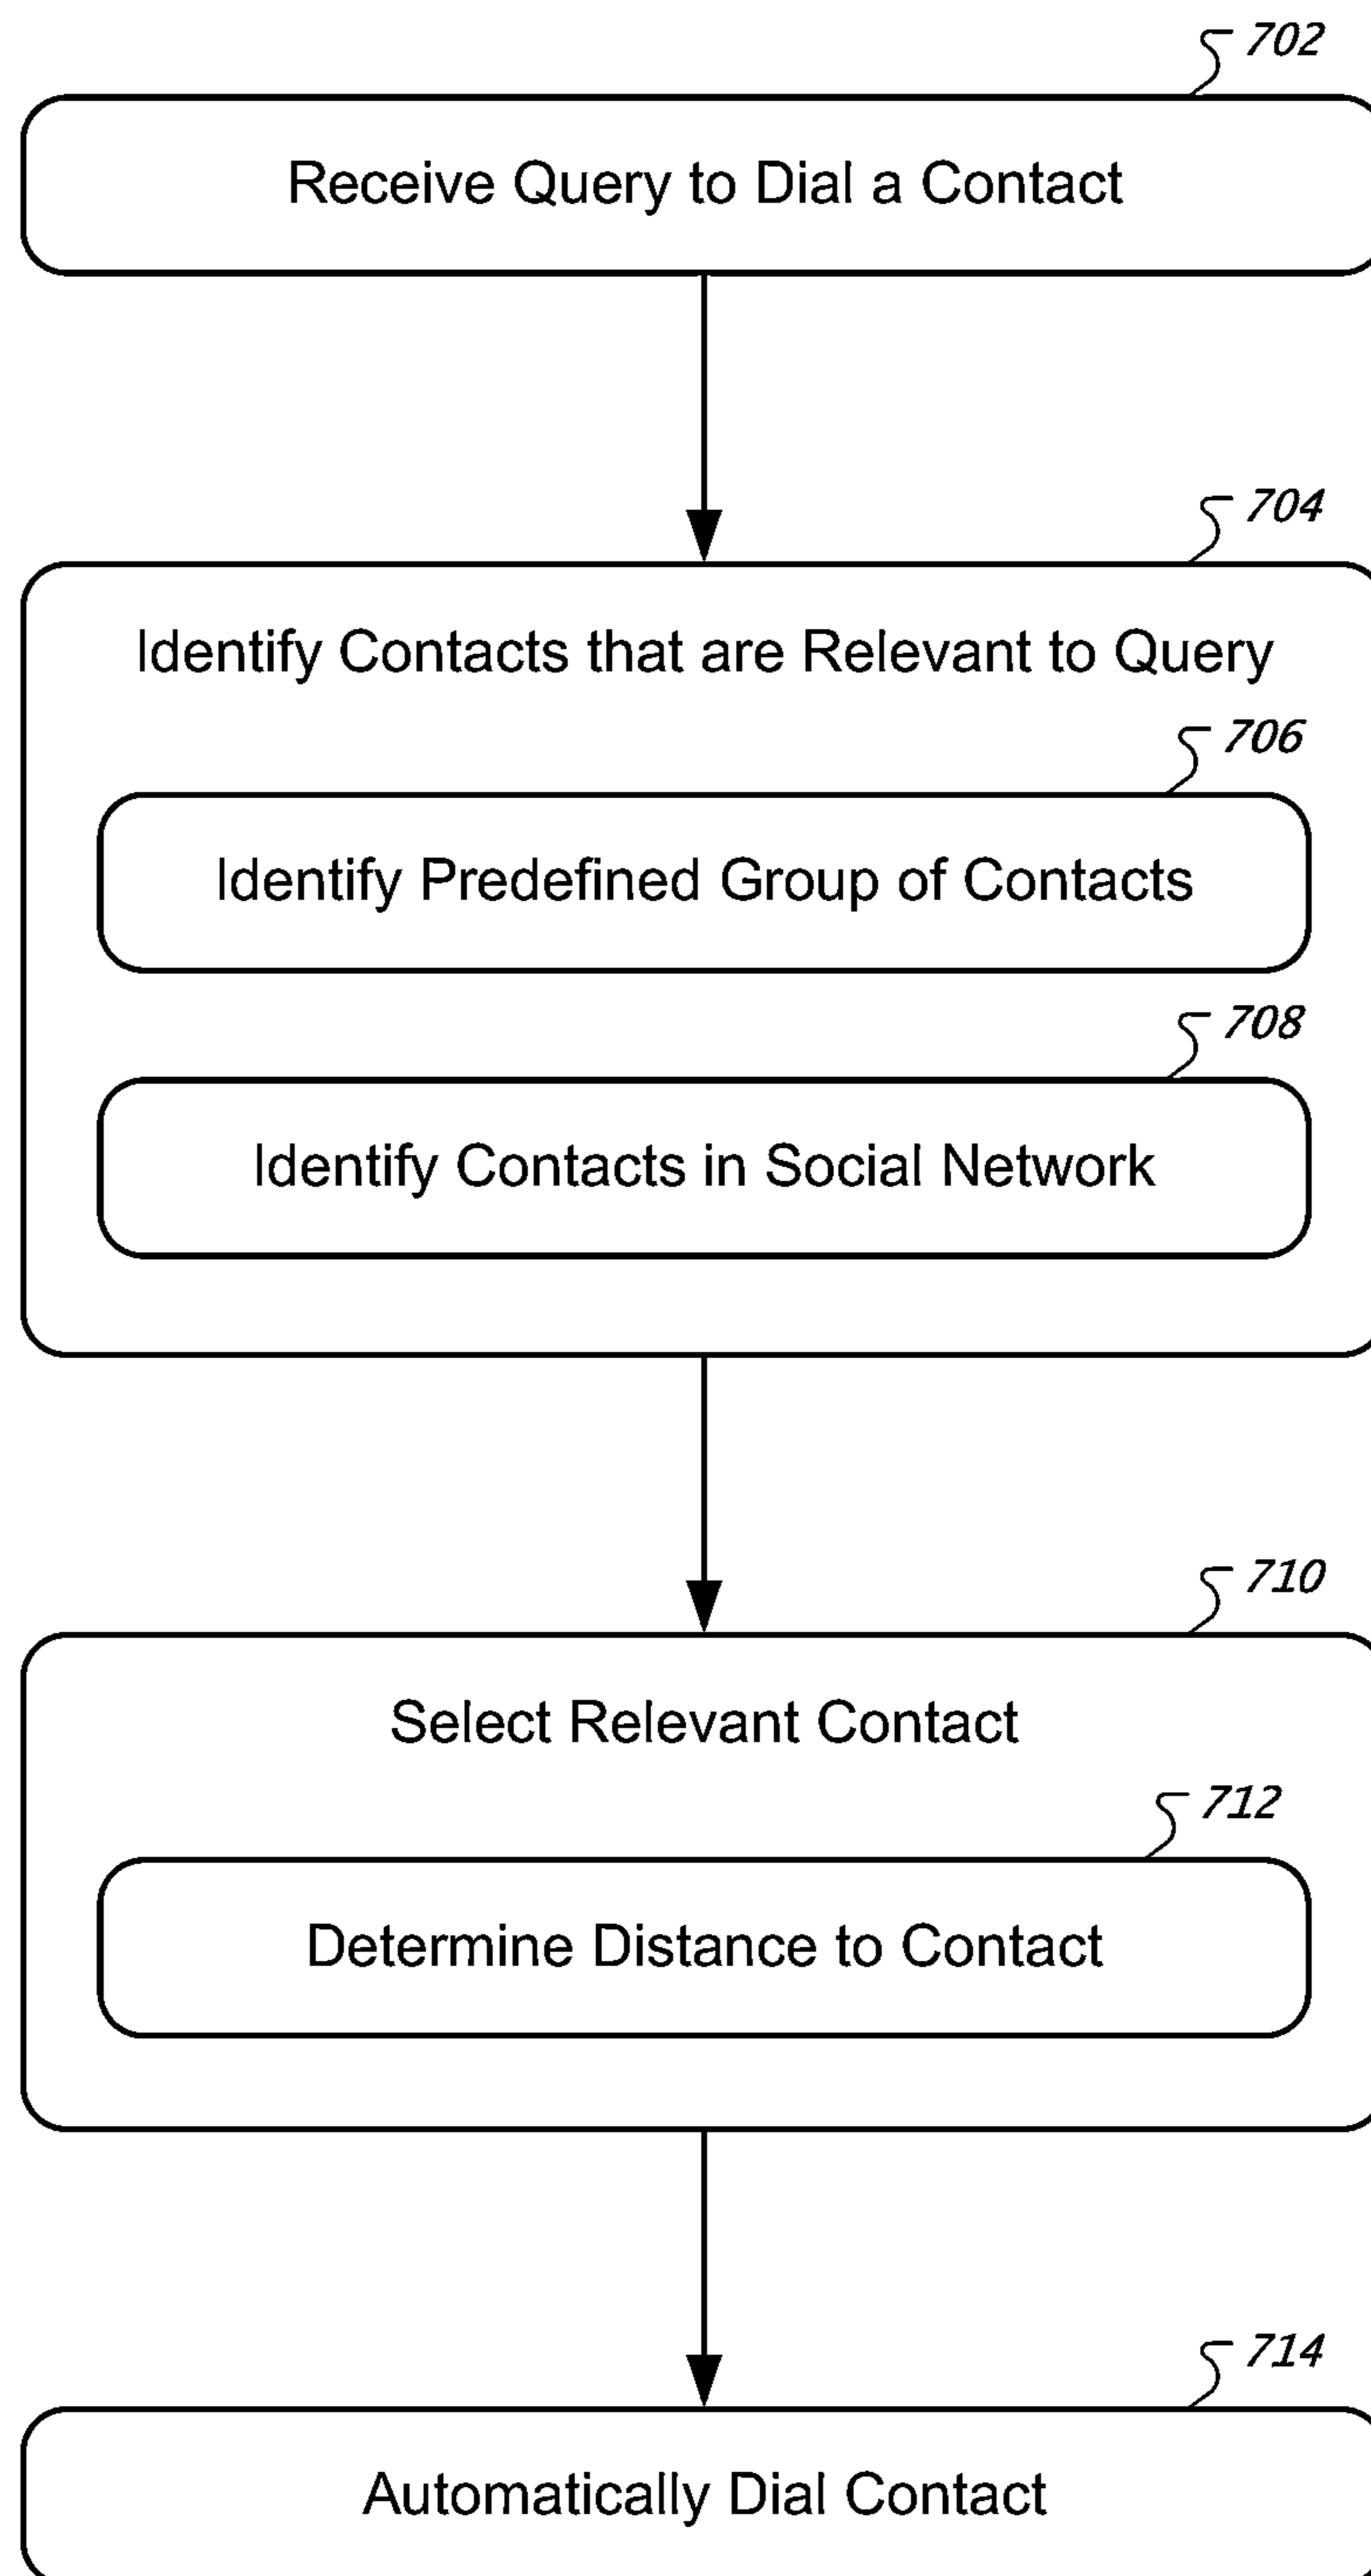 702
Receive Query to Dial a Contact
704
Identify Contacts that are Relevant to Query
706
Identify Predefined Group of Contacts
708
Identify Contacts in Social Network
710
Select Relevant Contact
712
Determine Distance to Contact
714
Automatically Dial Contact